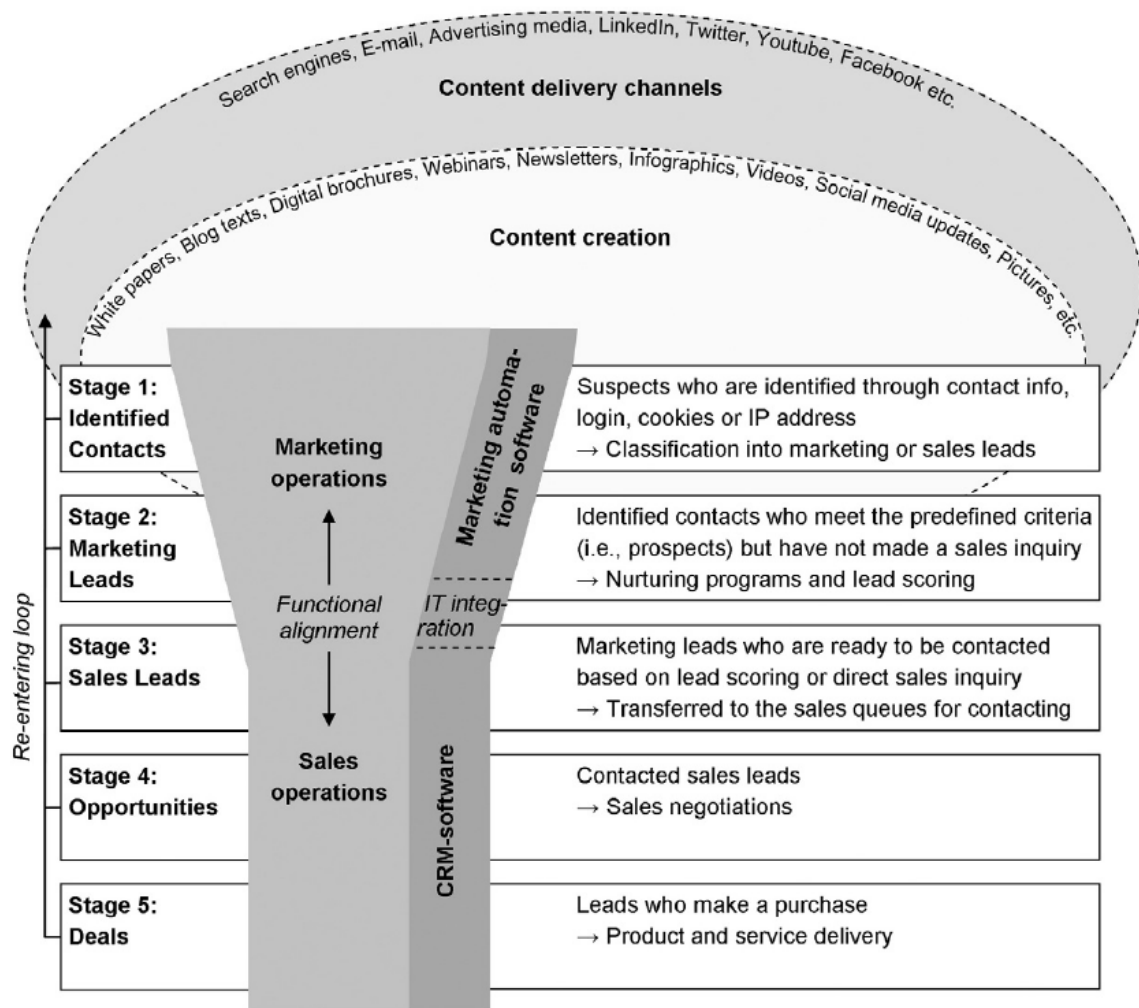 Search engines, E-mail, Advertising media, LinkedIn, Twitter, Youtube, Facebook etc.
Content delivery channels
White papers, Blog texts, Digital brochures, Webinars, Newsletters, Infographics, Videos, Social media updates, Pictures, etc.
Content creation
Re-entering loop
Stage 1:
Identified
Contacts
Marketing
operations
Marketing automa-
tion software
Suspects who are identified through contact info,
login, cookies or IP address
→ Classification into marketing or sales leads
Stage 2:
Marketing
Leads
Identified contacts who meet the predefined criteria
(i.e., prospects) but have not made a sales inquiry
→ Nurturing programs and lead scoring
Functional
alignment
IT integ-
ration
Stage 3:
Sales Leads
Marketing leads who are ready to be contacted
based on lead scoring or direct sales inquiry
→ Transferred to the sales queues for contacting
Sales
operations
CRM-software
Stage 4:
Opportunities
Contacted sales leads
→ Sales negotiations
Stage 5:
Deals
Leads who make a purchase
→ Product and service delivery